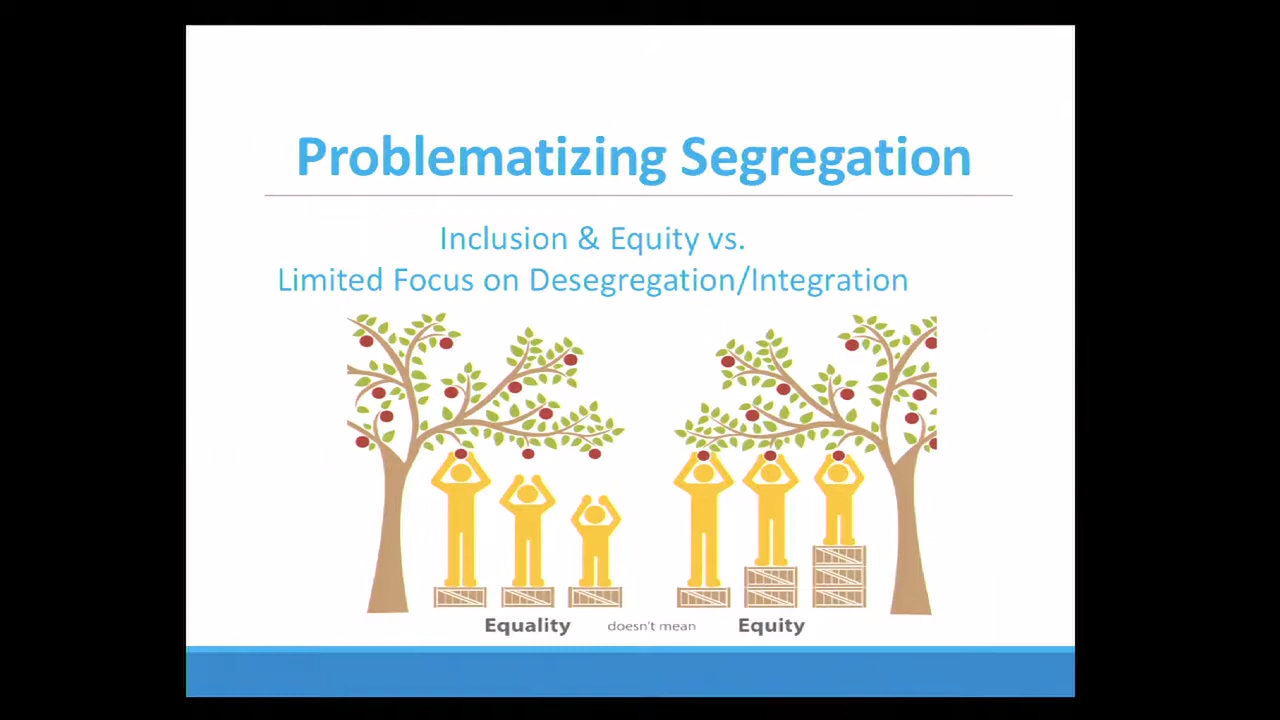 Problematizing Segregation
Inclusion & Equity vs.
Limited Focus on Desegregation/Integration
Equality doesn't mean Equity